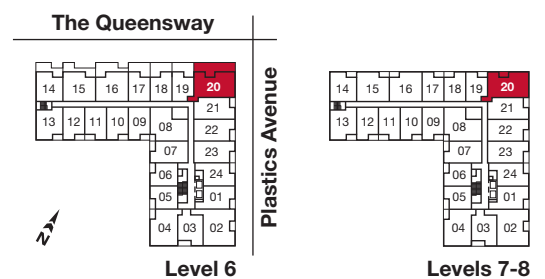 The Queensway
Plastics Avenue
14 15 16 17 18 19 20
21
13 12 11 10 09 08 22
07 23
06 24
05 01
04 03 02
N
Level 6
14 15 16 17 18 19 20
21
13 12 11 10 09 08 22
07 23
06 24
05 01
04 03 02
Levels 7-8